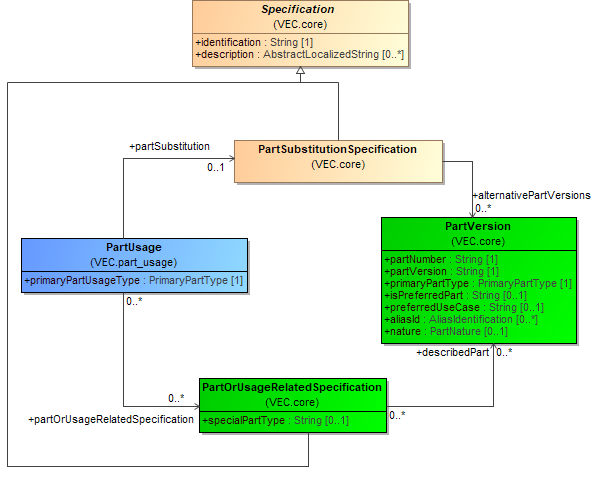 Specification
(VEC.core)
+identification : String [1]
+description : AbstractLocalizedString [0..*]
+partSubstitution
0..1
PartSubstitutionSpecification
(VEC.core)
+alternativePartVersions
0..*
PartVersion
(VEC.core)
+partNumber : String [1]
+partVersion : String [1]
+primaryPartType : PrimaryPartType [1]
+isPreferredPart : String [0..1]
+preferredUseCase : String [0..1]
+aliasId : AliasIdentification [0..*]
+nature : PartNature [0..1]
PartUsage
(VEC.part_usage)
+primaryPartUsageType : PrimaryPartType [1]
0..*
+describedPart 0..*
0..*
+partOrUsageRelatedSpecification
PartOrUsageRelatedSpecification
(VEC.core)
+specialPartType : String [0..1]
0..*